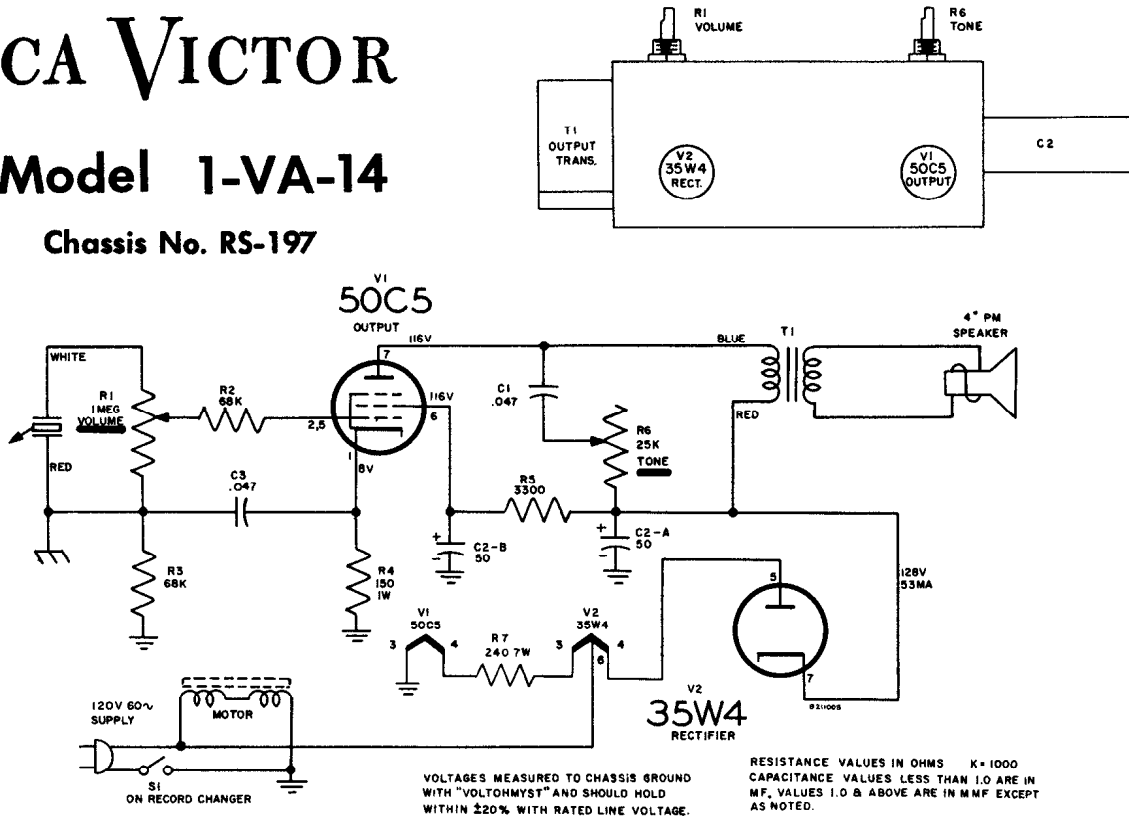 CA VICTOR
Model 1-VA-14
Chassis No. RS-197
R1
VOLUME
R6
TONE
T1
OUTPUT
TRANS.
V2
35W4
RECT.
V1
50C5
OUTPUT
C2
V1
50C5
OUTPUT
116V
7
BLUE
T1
4" PM
SPEAKER
WHITE
R1
1 MEG
VOLUME
R2
68K
2,5
116V
6
C1
.047
R6
25K
TONE
RED
RED
1
8V
C3
.047
R5
3300
R3
68K
R4
150
1W
+
C2-B
50
-
+
C2-A
50
-
128V
53MA
5
7
V1
50C5
3
4
R7
240 7W
V2
35W4
3
4
6
V2
35W4
RECTIFIER
8211005
120V 60~
SUPPLY
MOTOR
S1
ON RECORD CHANGER
VOLTAGES MEASURED TO CHASSIS GROUND
WITH "VOLTOHMYST" AND SHOULD HOLD
WITHIN ±20% WITH RATED LINE VOLTAGE.
RESISTANCE VALUES IN OHMS K=1000
CAPACITANCE VALUES LESS THAN 1.0 ARE IN
MF, VALUES 1.0 & ABOVE ARE IN MMF EXCEPT
AS NOTED.